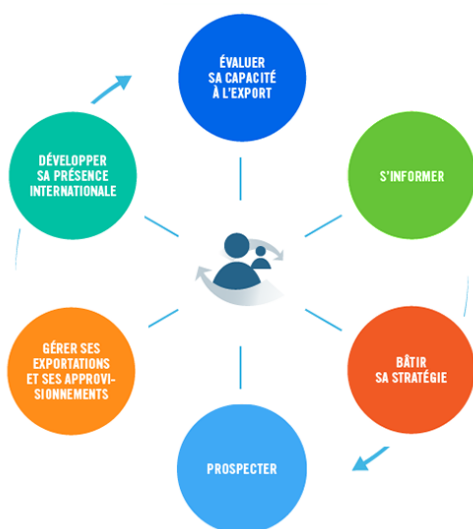 ÉVALUER
SA CAPACITÉ
À L'EXPORT
S'INFORMER
BÂTIR
SA STRATÉGIE
PROSPECTER
GÉRER SES
EXPORTATIONS
ET SES APPROVI-
SIONNEMENTS
DÉVELOPPER
SA PRÉSENCE
INTERNATIONALE